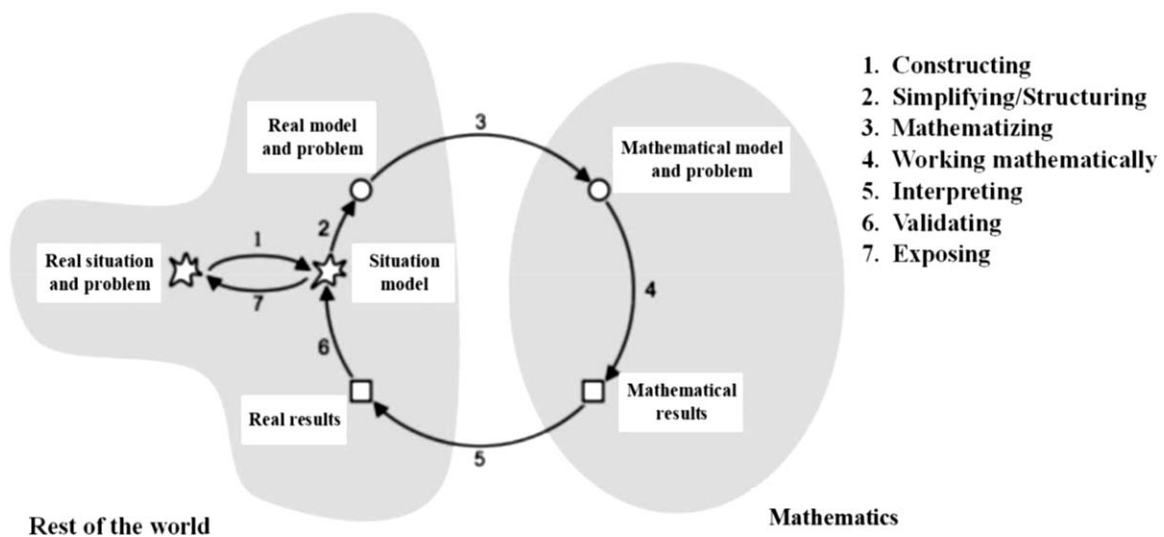 Real model
and problem
3
Mathematical model
and problem
1. Constructing
2. Simplifying/Structuring
3. Mathematizing
4. Working mathematically
5. Interpreting
6. Validating
7. Exposing
Real situation
and problem
1
2
7
Situation
model
4
6
Real results
Mathematical
results
5
Rest of the world
Mathematics